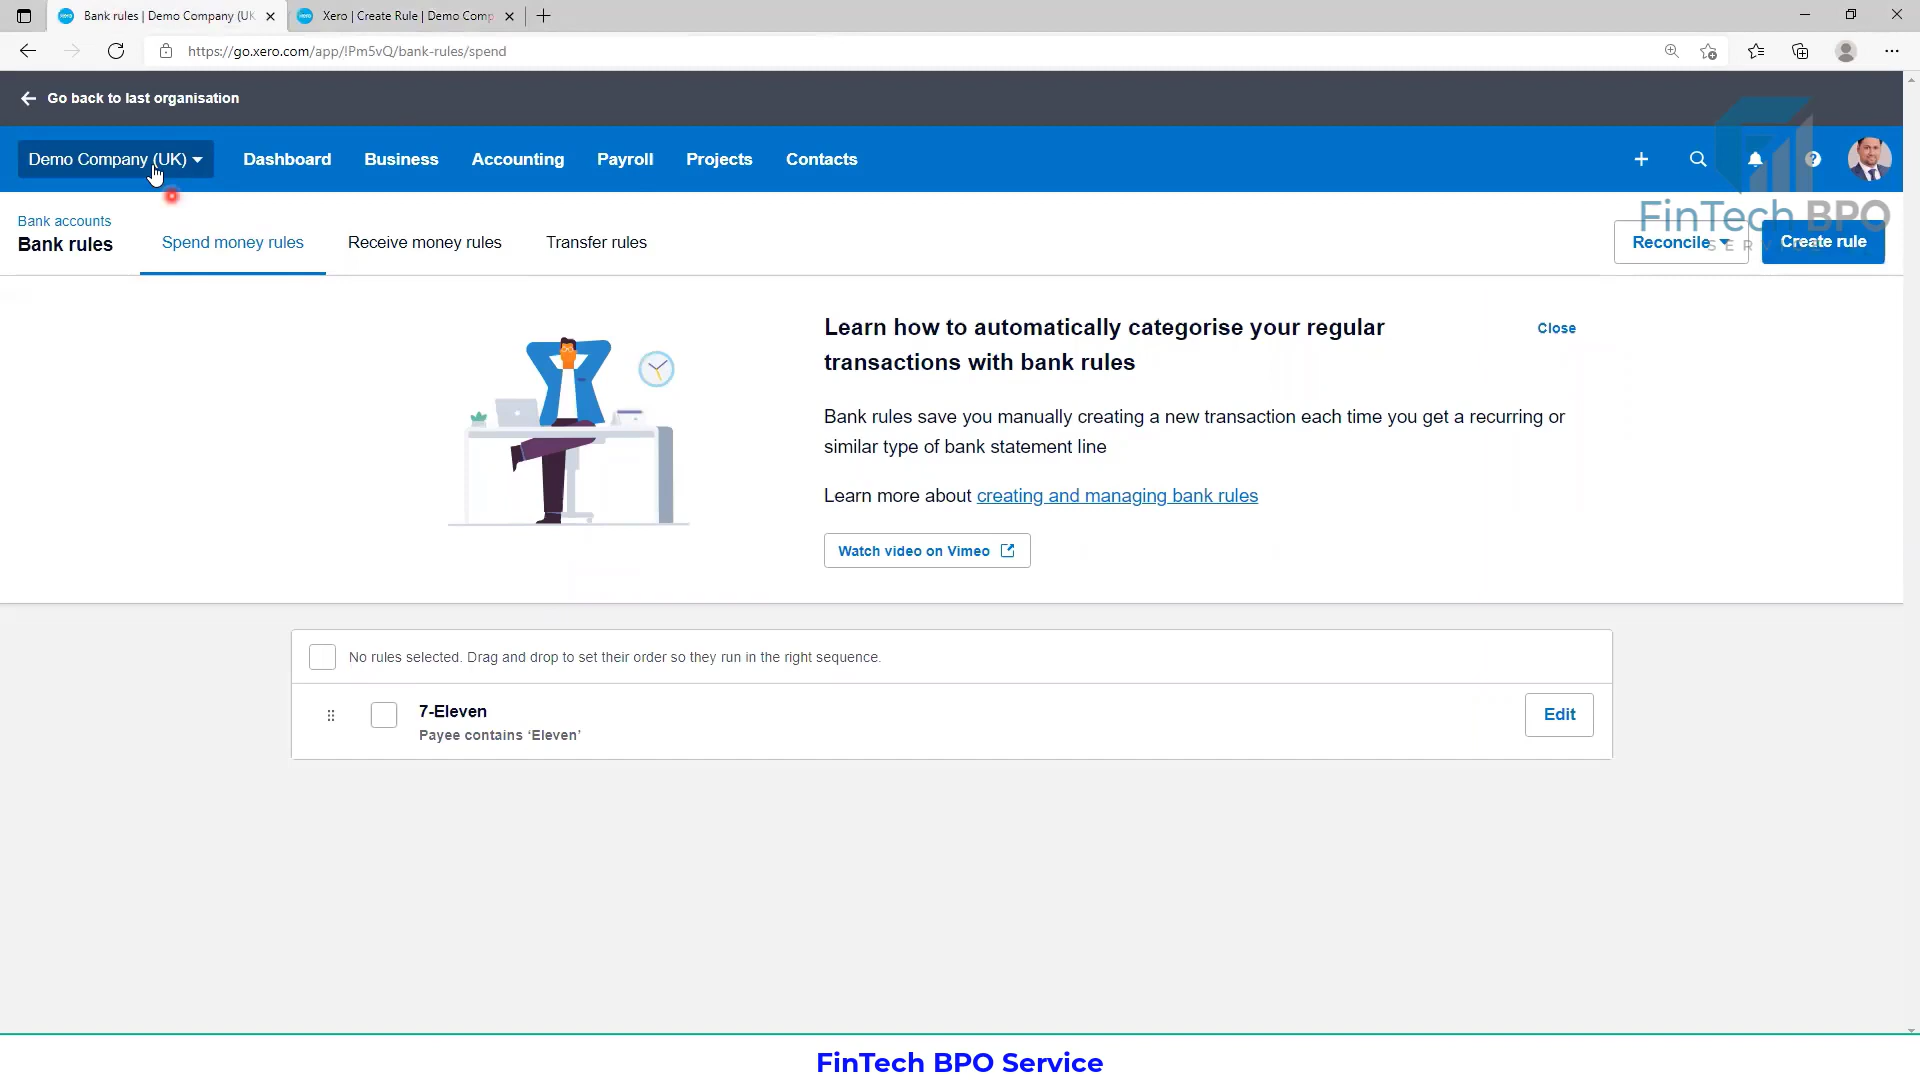 Bank rules | Demo Company (UK
Xero | Create Rule | Demo Comp
https://go.xero.com/app/!Pm5vQ/bank-rules/spend
Go back to last organisation
Demo Company (UK)
Dashboard
Business
Accounting
Payroll
Projects
Contacts
Bank accounts
Bank rules
Spend money rules
Receive money rules
Transfer rules
Reconcile
Create rule
FinTech BPO
Learn how to automatically categorise your regular
transactions with bank rules
Close
Bank rules save you manually creating a new transaction each time you get a recurring or
similar type of bank statement line
Learn more about creating and managing bank rules
Watch video on Vimeo
No rules selected. Drag and drop to set their order so they run in the right sequence.
7-Eleven
Payee contains ‘Eleven’
Edit
FinTech BPO Service